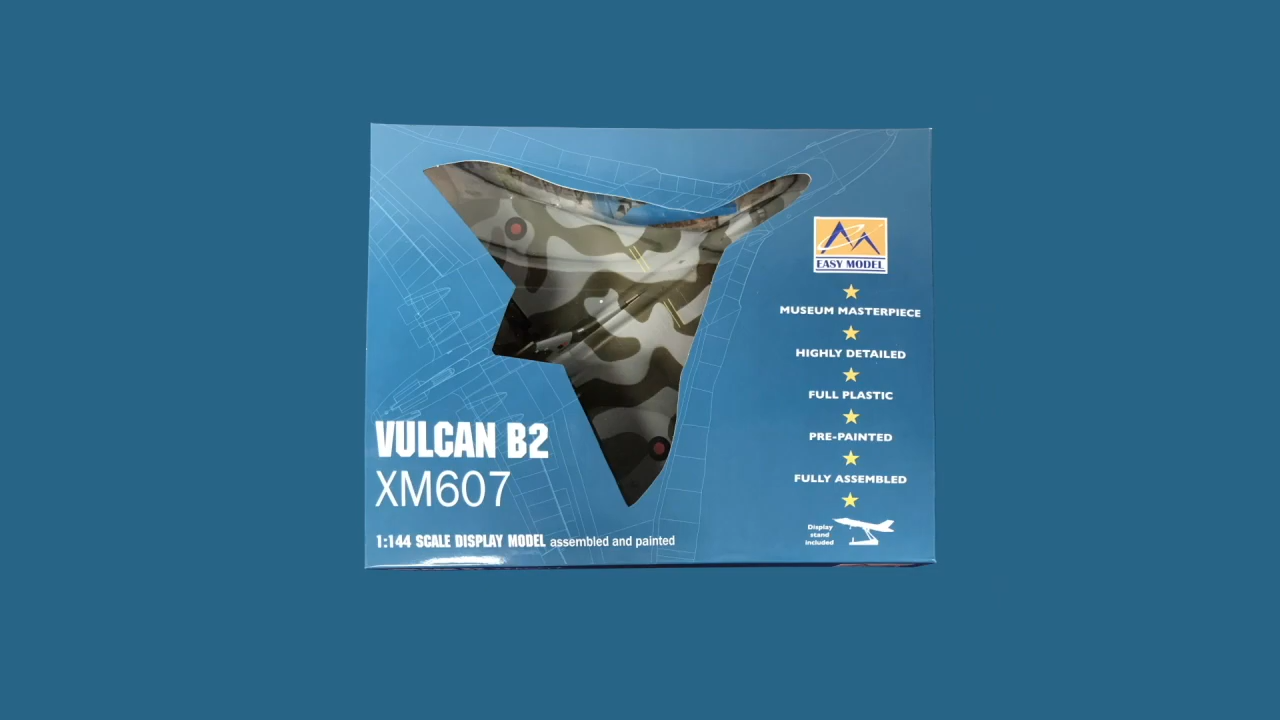 EASY MODEL
MUSEUM MASTERPIECE
HIGHLY DETAILED
FULL PLASTIC
PRE-PAINTED
FULLY ASSEMBLED
Display
stand
included
VULCAN B2
XM607
1:144 SCALE DISPLAY MODEL assembled and painted